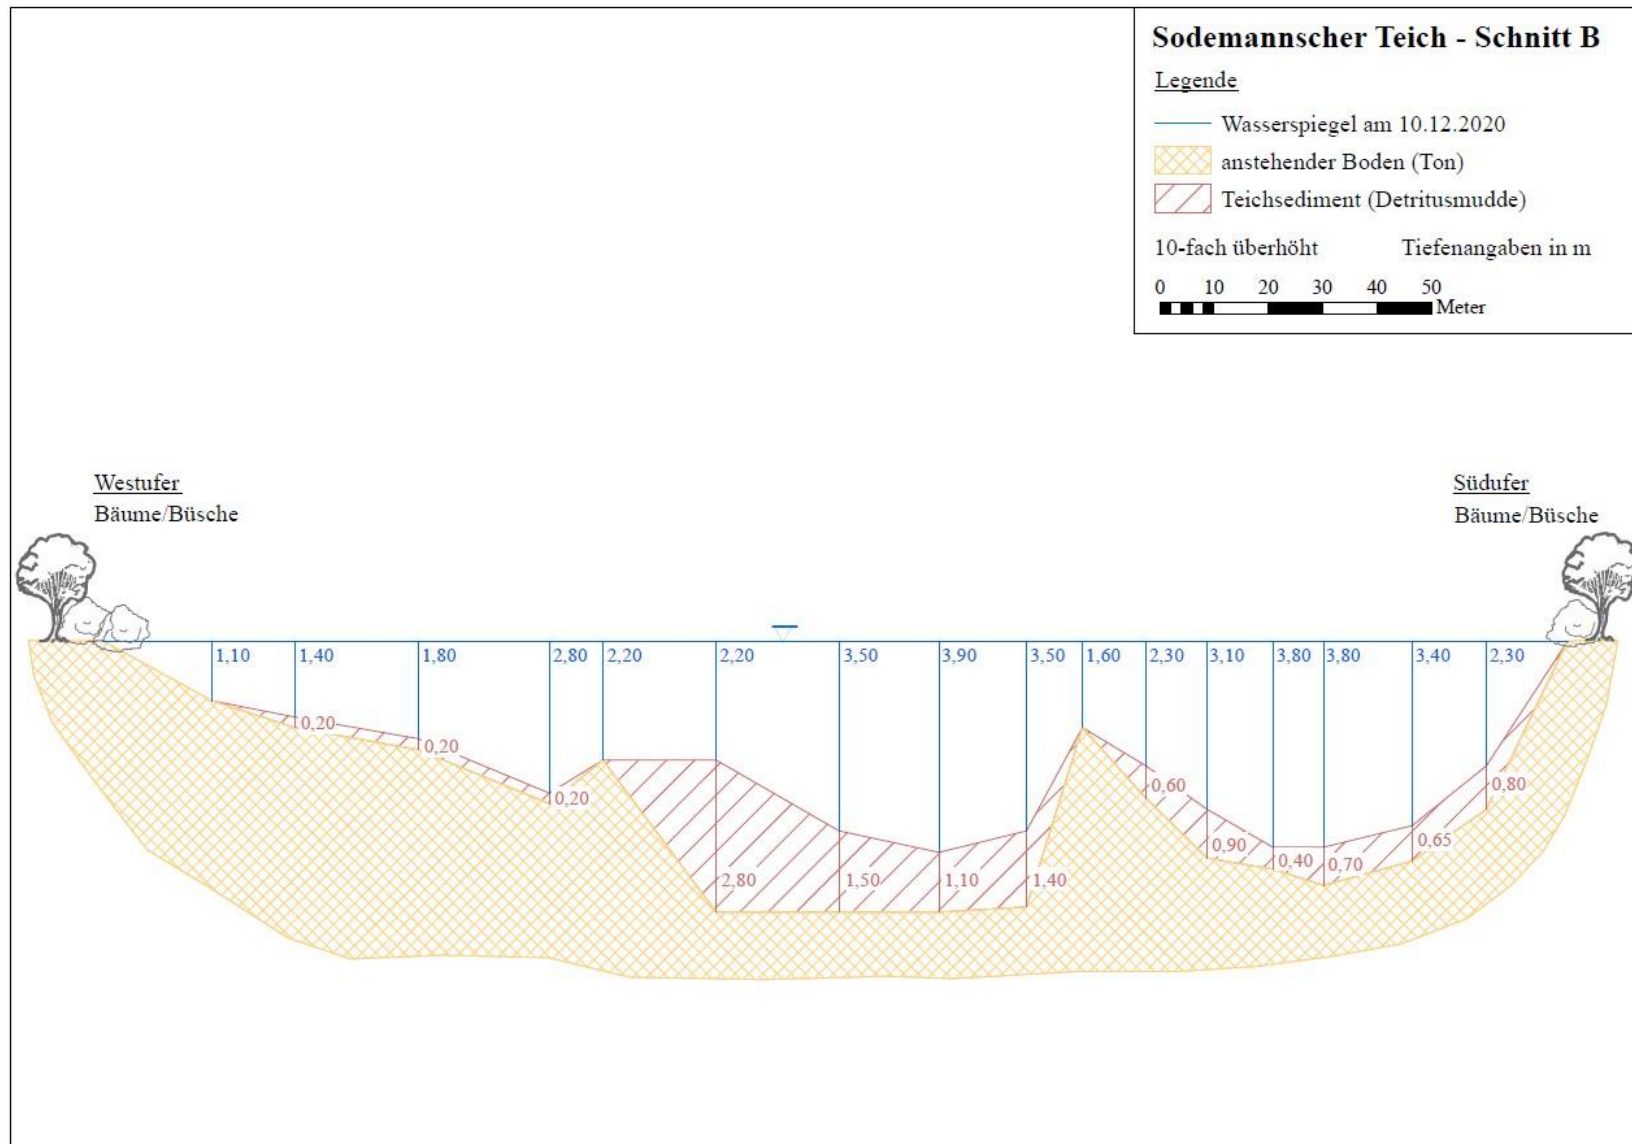 Sodemannscher Teich - Schnitt B
Legende
Wasserspiegel am 10.12.2020
anstehender Boden (Ton)
Teichsediment (Detritusmudde)
10-fach überhöht Tiefenangaben in m
0 10 20 30 40 50
Meter
Westufer
Bäume/Büsche
Südufer
Bäume/Büsche
1,10 1,40 1,80 2,80 2,20 2,20 3,50 3,90 3,50 1,60 2,30 3,10 3,80 3,80 3,40 2,30
0,20 0,20 0,20 2,80 1,50 1,10 1,40 0,60 0,90 0,40 0,70 0,65 0,80